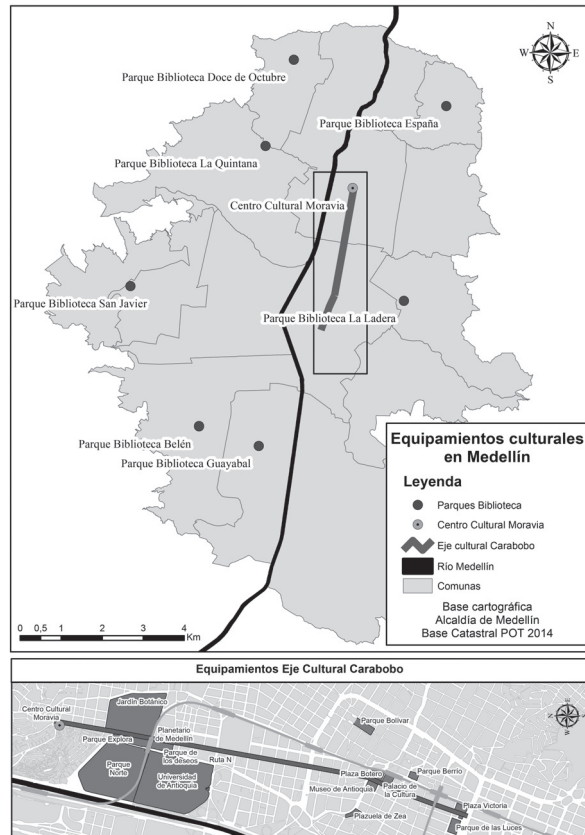 N
W E
S
Parque Biblioteca Doce de Octubre
Parque Biblioteca España
Parque Biblioteca La Quintana
Centro Cultural Moravia
Parque Biblioteca San Javier
Parque Biblioteca La Ladera
Parque Biblioteca Belén
Parque Biblioteca Guayabal
Equipamientos culturales
en Medellín
Leyenda
Parques Biblioteca
Centro Cultural Moravia
Eje cultural Carabobo
Río Medellín
Comunas
Base cartográfica
Alcaldía de Medellín
Base Catastral POT 2014
0 0,5 1 2 3 4
Km
Equipamientos Eje Cultural Carabobo
Jardín Botánico
Centro Cultural
Moravia
Parque Explora
Planetario
de Medellín
Parque de
los deseos
Ruta N
Parque
Norte
Universidad
de Antioquia
Parque Bolívar
Plaza Botero
Parque Berrío
Museo de Antioquia
Palacio de
la Cultura
Plazuela de Zea
Plaza Victoria
Parque de las Luces